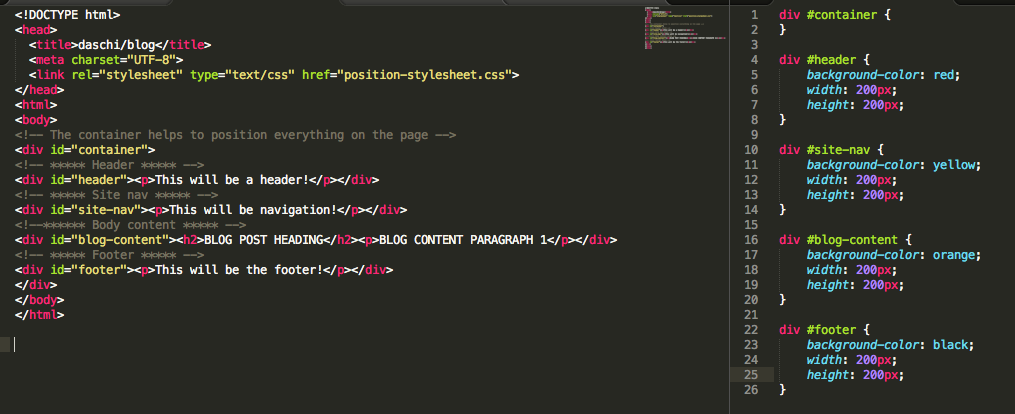 <!DOCTYPE html>
<head>
<title>daschi/blog</title>
<meta charset="UTF-8">
<link rel="stylesheet" type="text/css" href="position-stylesheet.css">
</head>
<html>
<body>
<!-- The container helps to position everything on the page -->
<div id="container">
<!-- ***** Header ***** -->
<div id="header"><p>This will be a header!</p></div>
<!-- ***** Site nav ***** -->
<div id="site-nav"><p>This will be navigation!</p></div>
<!--****** Body content ***** -->
<div id="blog-content"><h2>BLOG POST HEADING</h2><p>BLOG CONTENT PARAGRAPH 1</p></div>
<!-- ***** Footer ***** -->
<div id="footer"><p>This will be the footer!</p></div>
</div>
</body>
</html>
1 div #container {
2 }
3
4 div #header {
5 background-color: red;
6 width: 200px;
7 height: 200px;
8 }
9
10 div #site-nav {
11 background-color: yellow;
12 width: 200px;
13 height: 200px;
14 }
15
16 div #blog-content {
17 background-color: orange;
18 width: 200px;
19 height: 200px;
20 }
21
22 div #footer {
23 background-color: black;
24 width: 200px;
25 height: 200px;
26 }